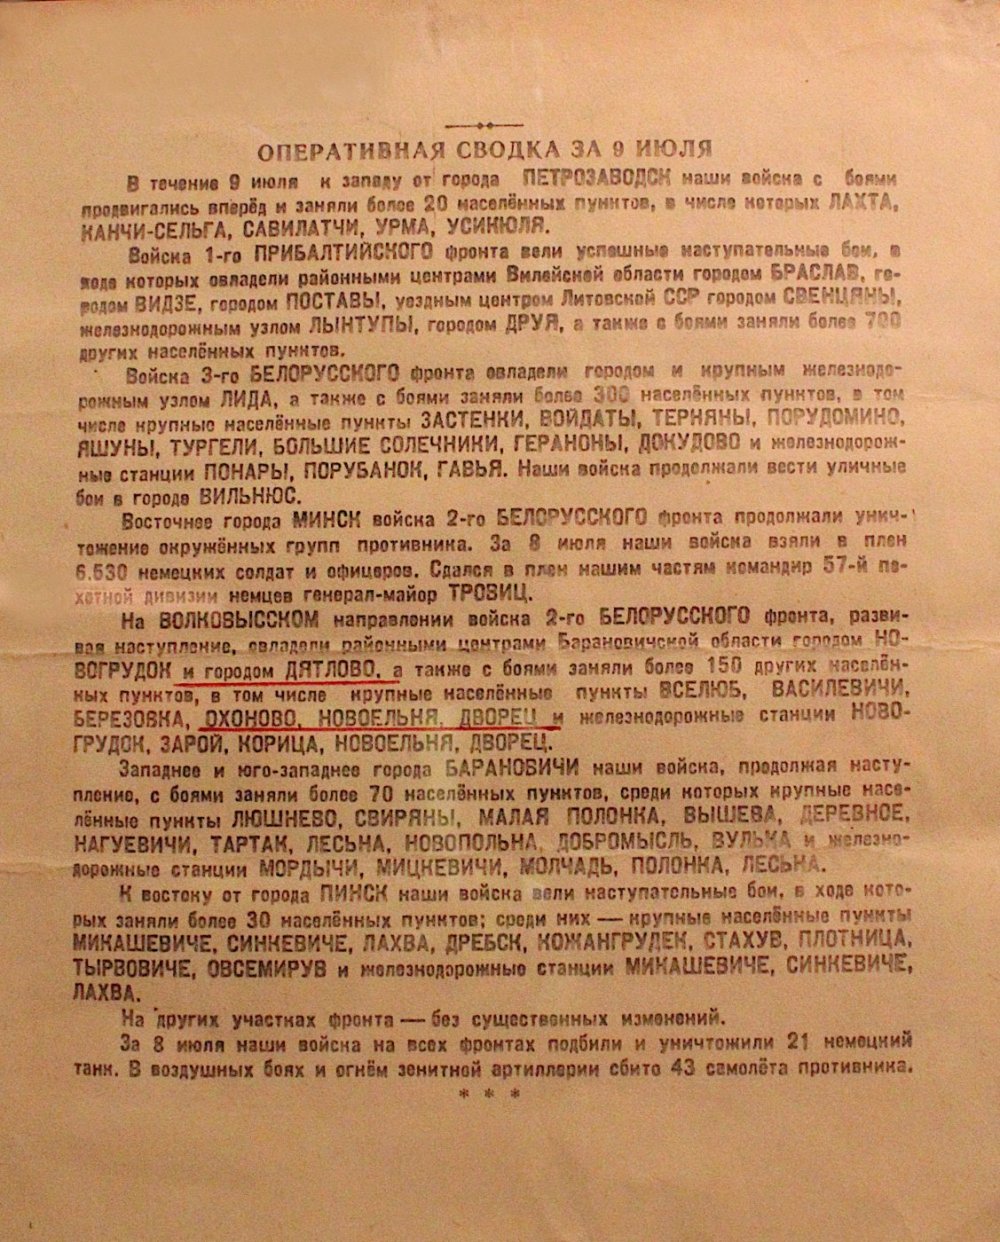 ОПЕРАТИВНАЯ СВОДКА ЗА 9 ИЮЛЯ
В течение 9 июля к западу от города ПЕТРОЗАВОДСК наши войска с боями
продвигались вперёд и заняли более 20 населённых пунктов, в числе которых ЛАХТА,
КАНЧИ-СЕЛЬГА, САВИЛАТЧИ, УРМА, УСИКЮЛЯ.
Войска 1-го ПРИБАЛТИЙСКОГО фронта вели успешные наступательные бои, в
ходе которых овладели районными центрами Вилейской области городом БРАСЛАВ, го-
родом ВИДЗЕ, городом ПОСТАВЫ, уездным центром Литовской ССР городом СВЕНЦЯНЫ,
железнодорожным узлом ЛЫНТУПЫ, городом ДРУЯ, а также с боями заняли более 700
других населённых пунктов.
Войска 3-го БЕЛОРУССКОГО фронта овладели городом и крупным железнодо-
рожным узлом ЛИДА, а также с боями заняли более 300 населённых пунктов, в том
числе крупные населённые пункты ЗАСТЕНКИ, ВОЙДАТЫ, ТЕРНЯНЫ, ПОРУДОМИНО,
ЯШУНЫ, ТУРГЕЛИ, БОЛЬШИЕ СОЛЕЧНИКИ, ГЕРАНОНЫ, ДОКУДОВО и железнодорож-
ные станции ПОНАРЫ, ПОРУБАНОК, ГАВЬЯ. Наши войска продолжали вести уличные
бои в городе ВИЛЬНЮС.
Восточнее города МИНСК войска 2-го БЕЛОРУССКОГО фронта продолжали унич-
тожение окружённых групп противника. За 8 июля наши войска взяли в плен
6.530 немецких солдат и офицеров. Сдался в плен нашим частям командир 57-й пе-
хотной дивизии немцев генерал-майор ТРОВИЦ.
На ВОЛКОВЫССКОМ направлении войска 2-го БЕЛОРУССКОГО фронта, разви-
вая наступление, овладели районными центрами Барановичской области городом НО-
ВОГРУДОК и городом ДЯТЛОВО, а также с боями заняли более 150 других населён-
ных пунктов, в том числе крупные населённые пункты ВСЕЛЮБ, ВАСИЛЕВИЧИ,
БЕРЕЗОВКА, ОХОНОВО, НОВОЕЛЬНЯ, ДВОРЕЦ и железнодорожные станции НОВО-
ГРУДОК, ЗАРОЙ, КОРИЦА, НОВОЕЛЬНЯ, ДВОРЕЦ.
Западнее и юго-западнее города БАРАНОВИЧИ наши войска, продолжая насту-
пление, с боями заняли более 70 населённых пунктов, среди которых крупные насе-
лённые пункты ЛЮШНЕВО, СВИРЯНЫ, МАЛАЯ ПОЛОНКА, ВЫШЕВА, ДЕРЕВНОЕ,
НАГУЕВИЧИ, ТАРТАК, ЛЕСЬНА, НОВОПОЛЬНА, ДОБРОМЫСЛЬ, ВУЛЬКА и железно-
дорожные станции МОРДЫЧИ, МИЦКЕВИЧИ, МОЛЧАДЬ, ПОЛОНКА, ЛЕСЬНА.
К востоку от города ПИНСК наши войска вели наступательные бои, в ходе кото-
рых заняли более 30 населённых пунктов; среди них — крупные населённые пункты
МИКАШЕВИЧЕ, СИНКЕВИЧЕ, ЛАХВА, ДРЕБСК, КОЖАНГРУДЕК, СТАХУВ, ПЛОТНИЦА,
ТЫРВОВИЧЕ, ОВСЕМИРУВ и железнодорожные станции МИКАШЕВИЧЕ, СИНКЕВИЧЕ,
ЛАХВА.
На других участках фронта — без существенных изменений.
За 8 июля наши войска на всех фронтах подбили и уничтожили 21 немецкий
танк. В воздушных боях и огнём зенитной артиллерии сбито 43 самолёта противника.
* * *